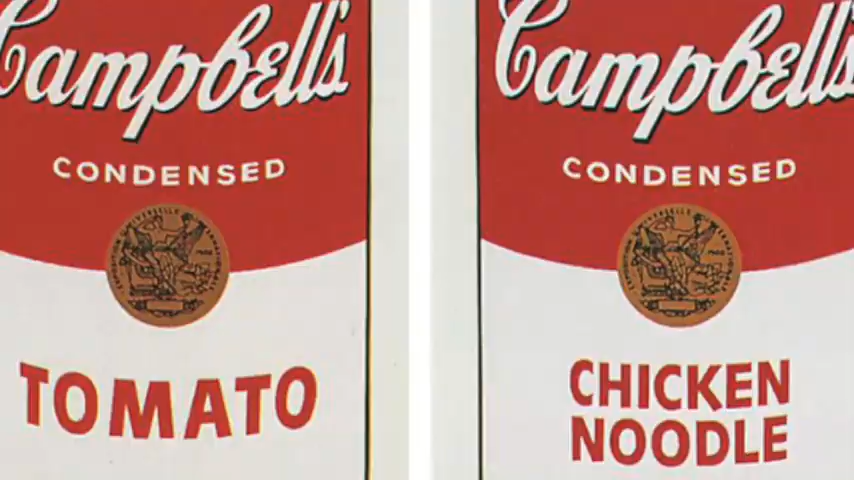 Campbell's
CONDENSED
TOMATO
Campbell's
CONDENSED
CHICKEN
NOODLE